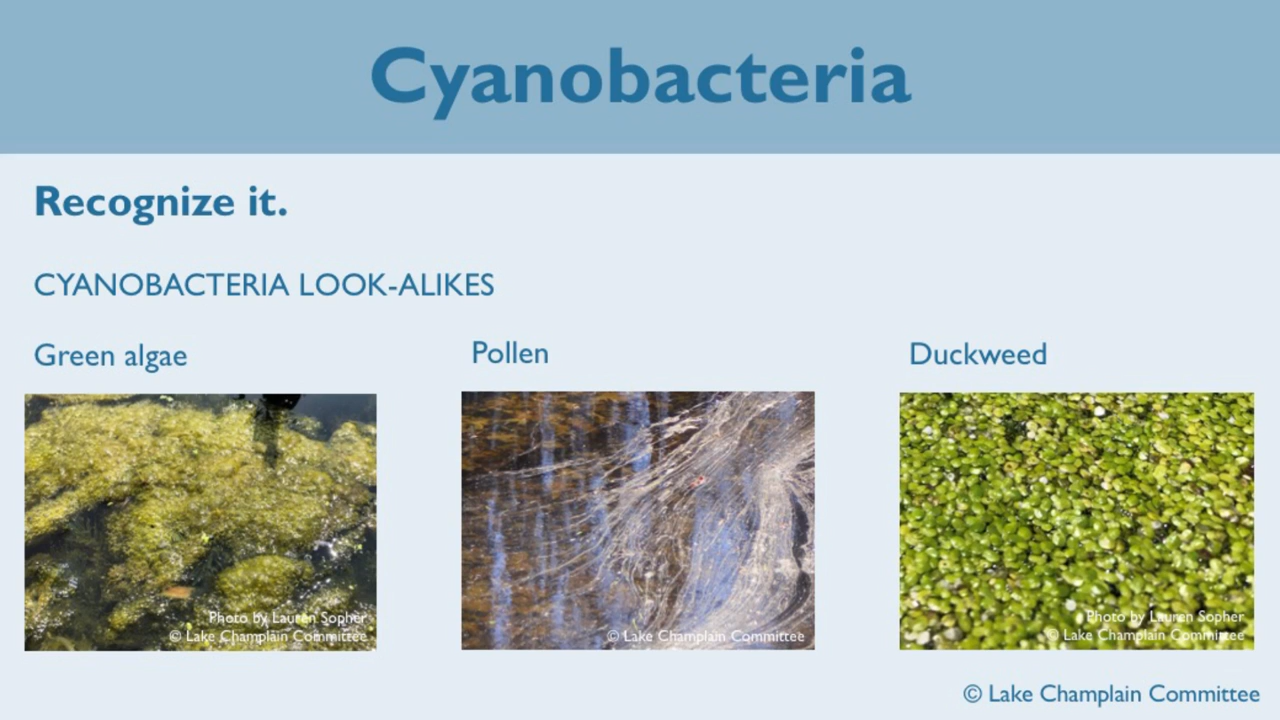 Cyanobacteria
Recognize it.
CYANOBACTERIA LOOK-ALIKES
Green algae
Pollen
Duckweed
Photo by Lauren Sopher
© Lake Champlain Committee
© Lake Champlain Committee
Photo by Lauren Sopher
© Lake Champlain Committee
© Lake Champlain Committee